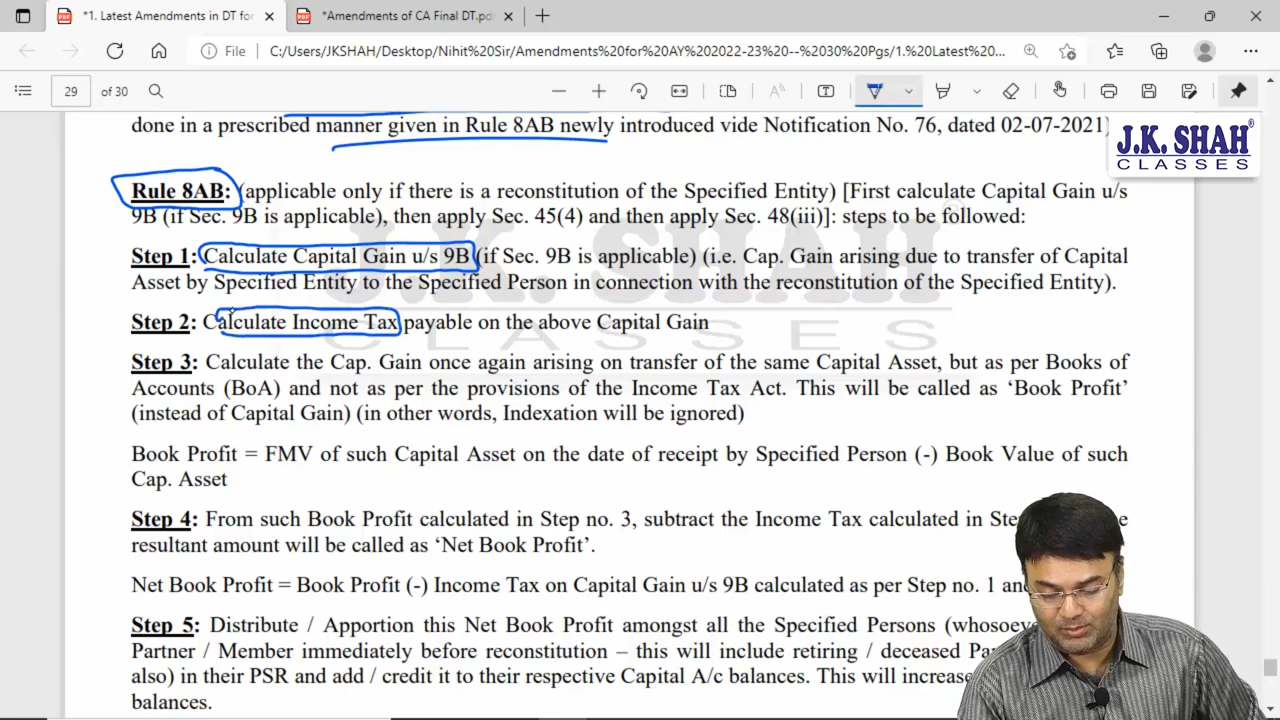 *1. Latest Amendments in DT for
*Amendments of CA Final DT.pd
File
C:/Users/JKSHAH/Desktop/Nihit%20Sir/Amendments%20for%20AY%202022-23%20--%2030%20Pgs/1.%20Latest%20...
29 of 30
J.K. SHAH®
CLASSES
done in a prescribed manner given in Rule 8AB newly introduced vide Notification No. 76, dated 02-07-2021)
Rule 8AB: (applicable only if there is a reconstitution of the Specified Entity) [First calculate Capital Gain u/s
9B (if Sec. 9B is applicable), then apply Sec. 45(4) and then apply Sec. 48(iii)]: steps to be followed:
Step 1: Calculate Capital Gain u/s 9B (if Sec. 9B is applicable) (i.e. Cap. Gain arising due to transfer of Capital
Asset by Specified Entity to the Specified Person in connection with the reconstitution of the Specified Entity).
Step 2: Calculate Income Tax payable on the above Capital Gain
Step 3: Calculate the Cap. Gain once again arising on transfer of the same Capital Asset, but as per Books of
Accounts (BoA) and not as per the provisions of the Income Tax Act. This will be called as ‘Book Profit’
(instead of Capital Gain) (in other words, Indexation will be ignored)
Book Profit = FMV of such Capital Asset on the date of receipt by Specified Person (-) Book Value of such
Cap. Asset
Step 4: From such Book Profit calculated in Step no. 3, subtract the Income Tax calculated in
resultant amount will be called as ‘Net Book Profit’.
Net Book Profit = Book Profit (-) Income Tax on Capital Gain u/s 9B calculated as per Step no. 1 and
Step 5: Distribute / Apportion this Net Book Profit amongst all the Specified Persons
Partner / Member immediately before reconstitution – this will include retiring / deceased
also) in their PSR and add / credit it to their respective Capital A/c balances. This will
balances.
J.K. SHAH
CLASSES